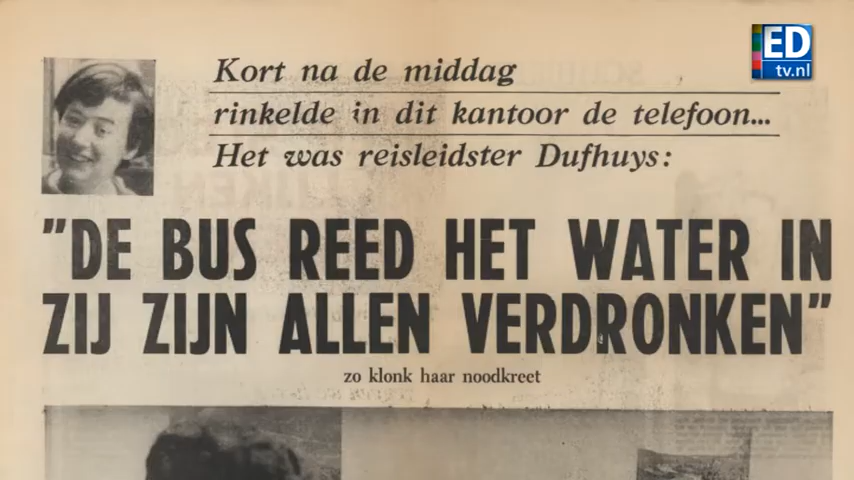 ED
tv.nl
Kort na de middag
rinkelde in dit kantoor de telefoon...
Het was reisleidster Dufhuys:
"DE BUS REED HET WATER IN
ZIJ ZIJN ALLEN VERDRONKEN"
zo klonk haar noodkreet